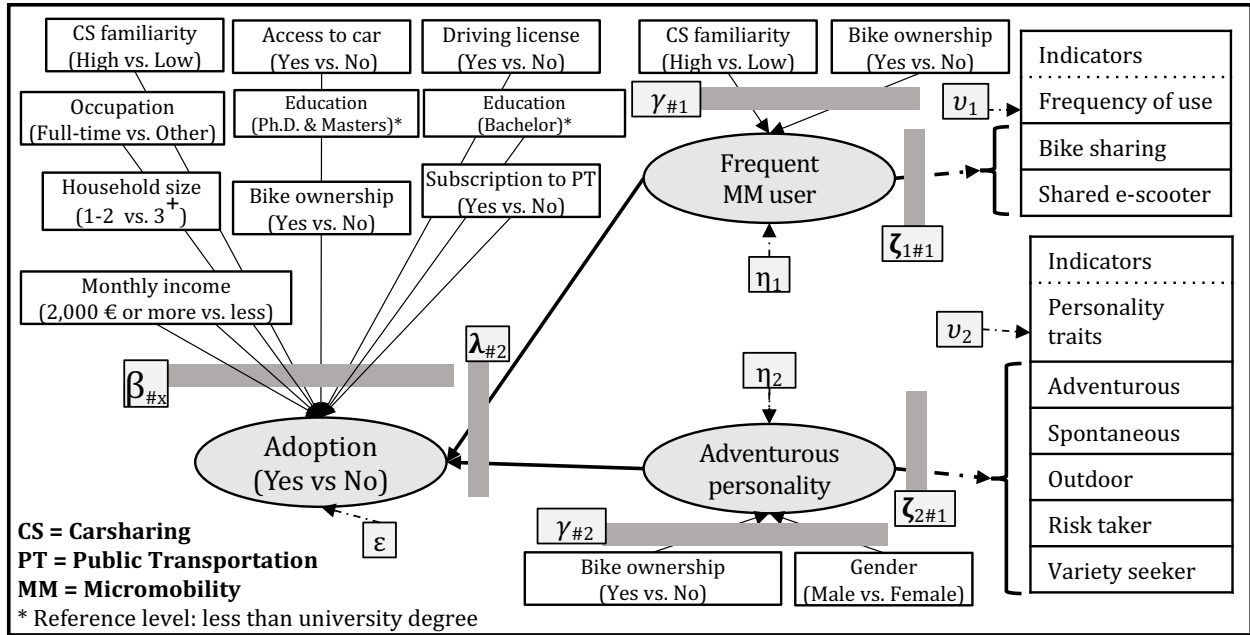 CS familiarity
(High vs. Low)
Access to car
(Yes vs. No)
Driving license
(Yes vs. No)
Occupation
(Full-time vs. Other)
Education
(Ph.D. & Masters)*
Education
(Bachelor)*
Household size
(1-2 vs. 3+)
Bike ownership
(Yes vs. No)
Subscription to PT
(Yes vs. No)
Monthly income
(2,000 € or more vs. less)
β#x
λ#2
Adoption
(Yes vs No)
ε
CS familiarity
(High vs. Low)
Bike ownership
(Yes vs. No)
γ#1
Frequent
MM user
η1
ζ1#1
υ1
Indicators
Frequency of use
Bike sharing
Shared e-scooter
η2
Adventurous
personality
ζ2#1
γ#2
Bike ownership
(Yes vs. No)
Gender
(Male vs. Female)
υ2
Indicators
Personality
traits
Adventurous
Spontaneous
Outdoor
Risk taker
Variety seeker
CS = Carsharing
PT = Public Transportation
MM = Micromobility
* Reference level: less than university degree